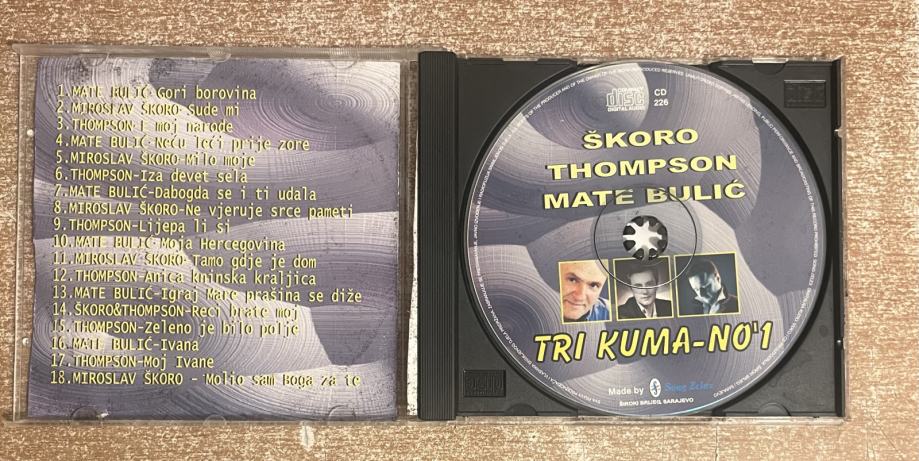 1.MATE BULIĆ-Gori borovina
2.MIROSLAV ŠKORO-Sude mi
3.THOMPSON-I moj narode
4.MATE BULIĆ-Neću leći prije zore
5.MIROSLAV ŠKORO-Milo moje
6.THOMPSON-Iza devet sela
7.MATE BULIĆ-Dabogda se i ti udala
8.MIROSLAV ŠKORO-Ne vjeruje srce pameti
9.THOMPSON-Lijepa li si
10.MATE BULIĆ-Moja Hercegovina
11.MIROSLAV ŠKORO-Tamo gdje je dom
12.THOMPSON-Anica kninska kraljica
13.MATE BULIĆ-Igraj Mare prašina se diže
14.ŠKORO&THOMPSON-Reci brate moj
15.THOMPSON-Zeleno je bilo polje
16.MATE BULIĆ-Ivana
17.THOMPSON-Moj Ivane
18.MIROSLAV ŠKORO - Molio sam Boga za te
COMPACT
disc
DIGITAL AUDIO
CD
226
ŠKORO
THOMPSON
MATE BULIĆ
TRI KUMA-NO'1
Made by
Song Zelex
ŠIROKI BRIJEG, SARAJEVO